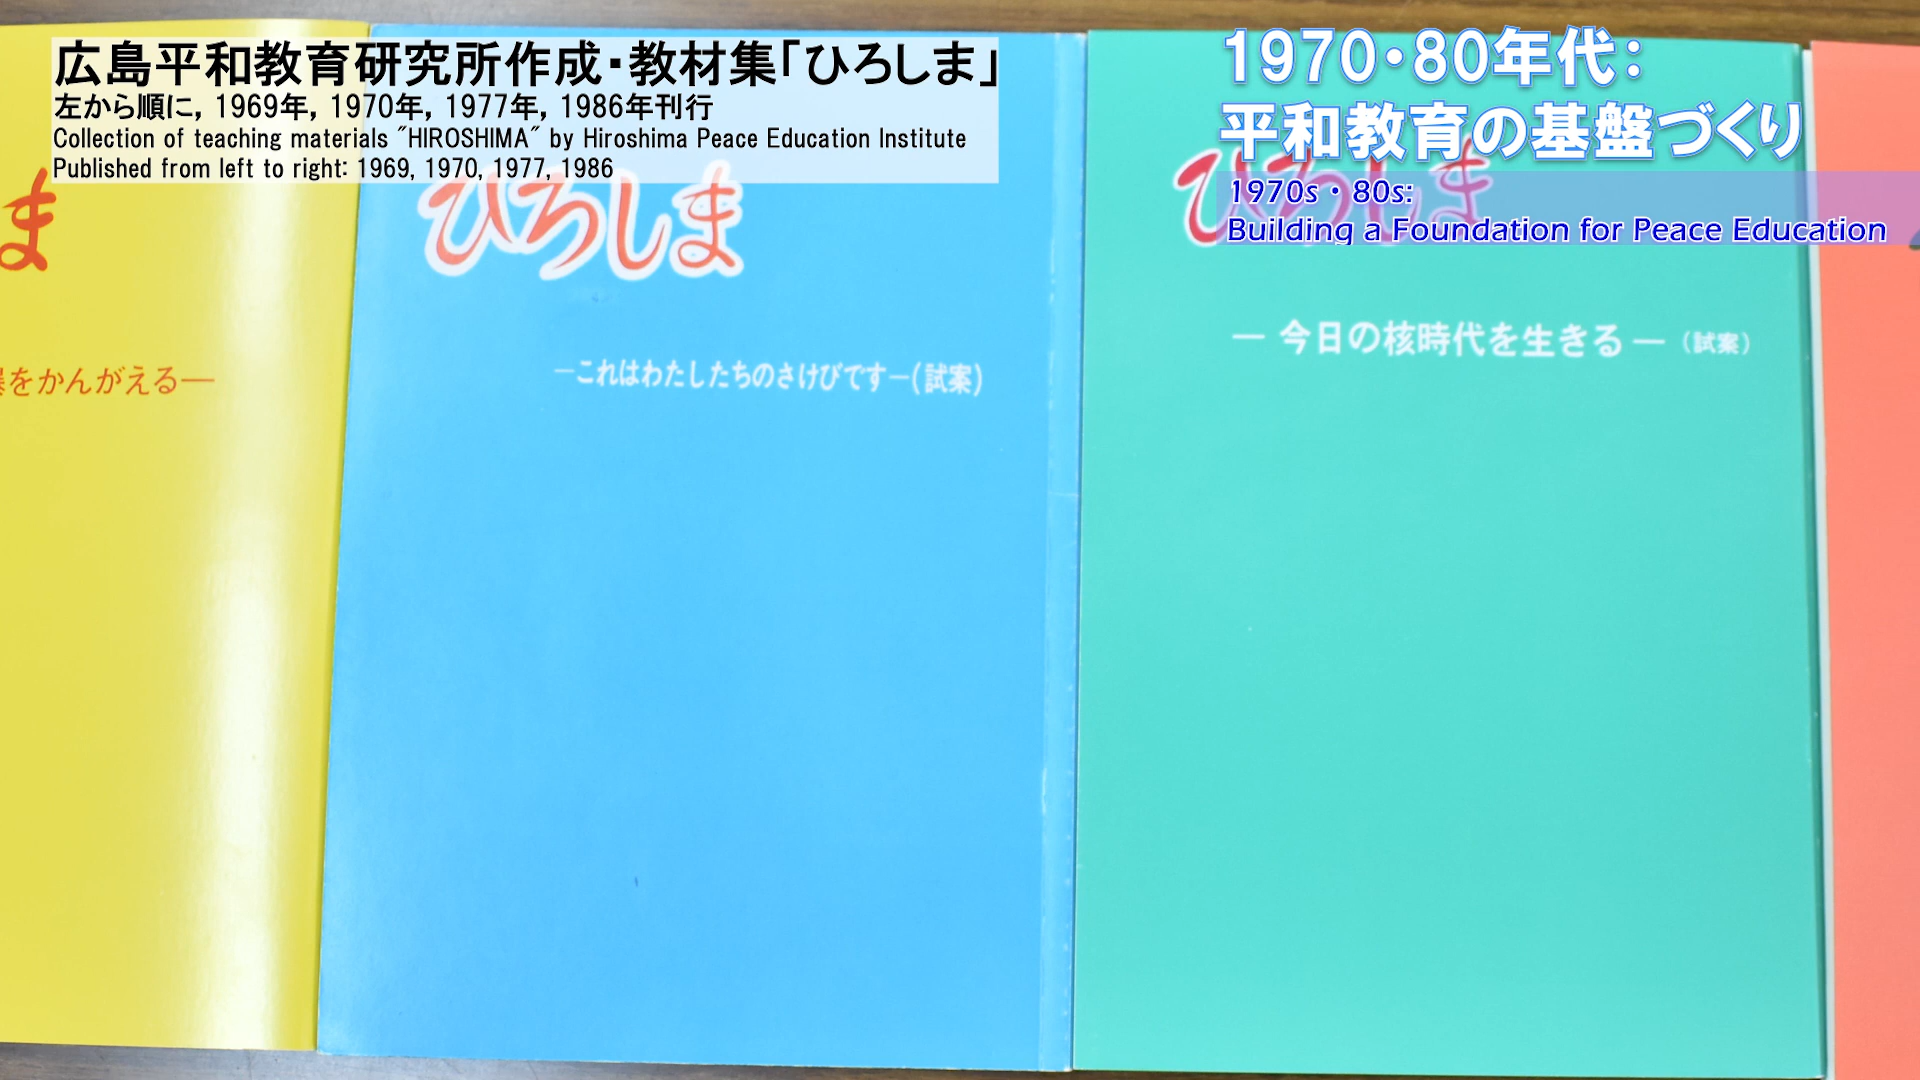 広島平和教育研究所作成・教材集「ひろしま」
左から順に, 1969年, 1970年, 1977年, 1986年刊行
Collection of teaching materials "HIROSHIMA" by Hiroshima Peace Education Institute
Published from left to right: 1969, 1970, 1977, 1986
1970・80年代：
平和教育の基盤づくり
1970s・80s:
Building a Foundation for Peace Education
ま
をかんがえる―
ひろしま
―これはわたしたちのさけびです―(試案)
ひろしま
― 今日の核時代を生きる ―（試案）